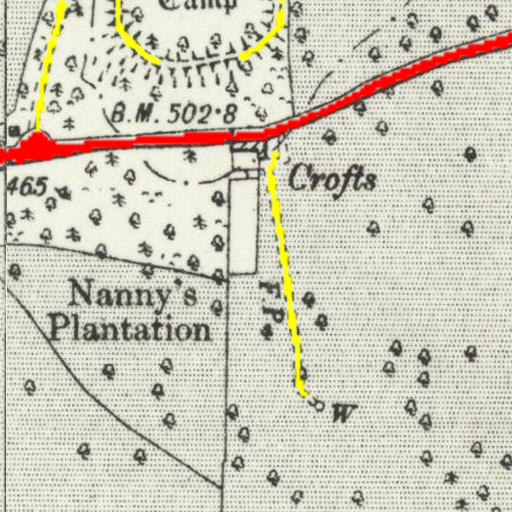 Camp
B.M. 502·8
465
Crofts
Nanny's
Plantation
F.P.
W